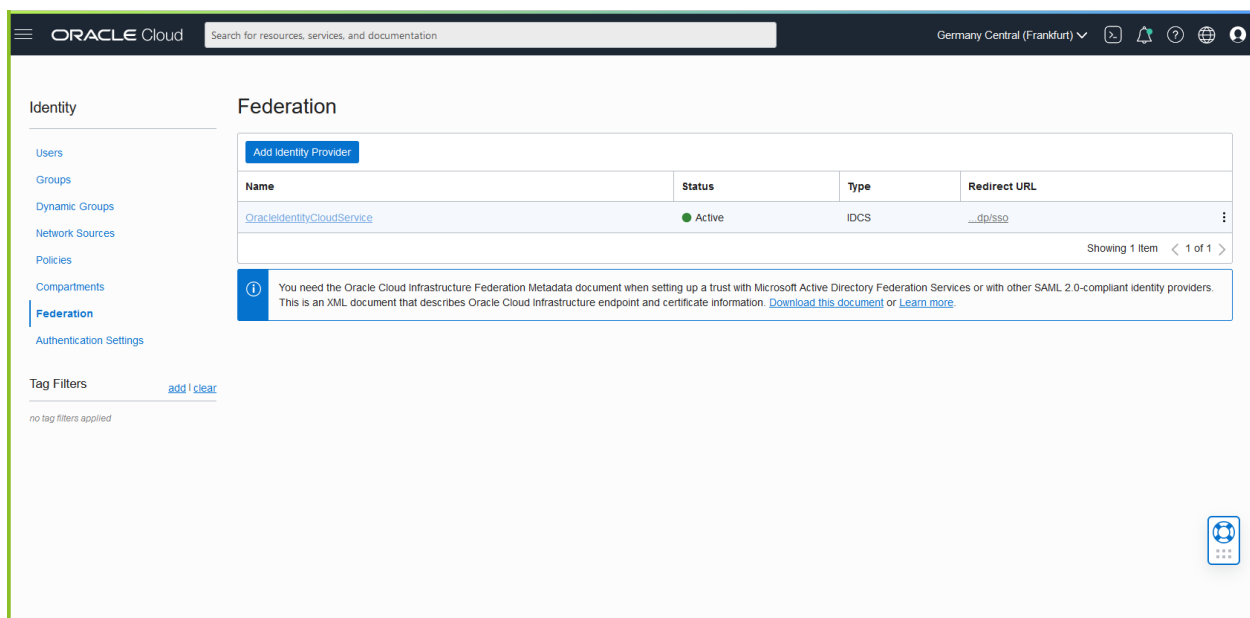 ORACLE Cloud
Search for resources, services, and documentation
Germany Central (Frankfurt)
Identity
Users
Groups
Dynamic Groups
Network Sources
Policies
Compartments
Federation
Authentication Settings
Tag Filters
add | clear
no tag filters applied
Federation
Add Identity Provider
Name Status Type Redirect URL
OracleIdentityCloudService Active IDCS ...dp/sso
Showing 1 Item < 1 of 1 >
You need the Oracle Cloud Infrastructure Federation Metadata document when setting up a trust with Microsoft Active Directory Federation Services or with other SAML 2.0-compliant identity providers.
This is an XML document that describes Oracle Cloud Infrastructure endpoint and certificate information. Download this document or Learn more.